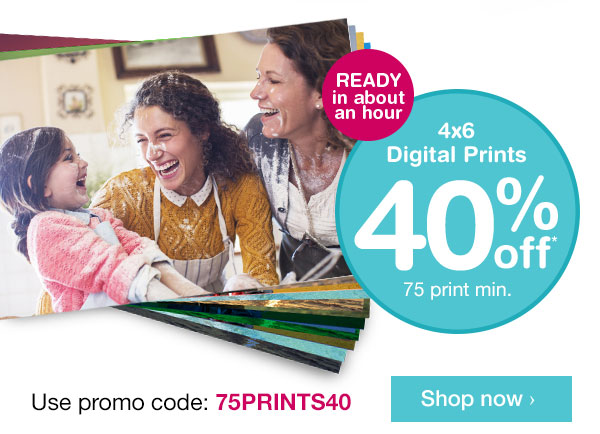 READY
in about
an hour
4x6
Digital Prints
40% off*
75 print min.
Use promo code: 75PRINTS40
Shop now ›